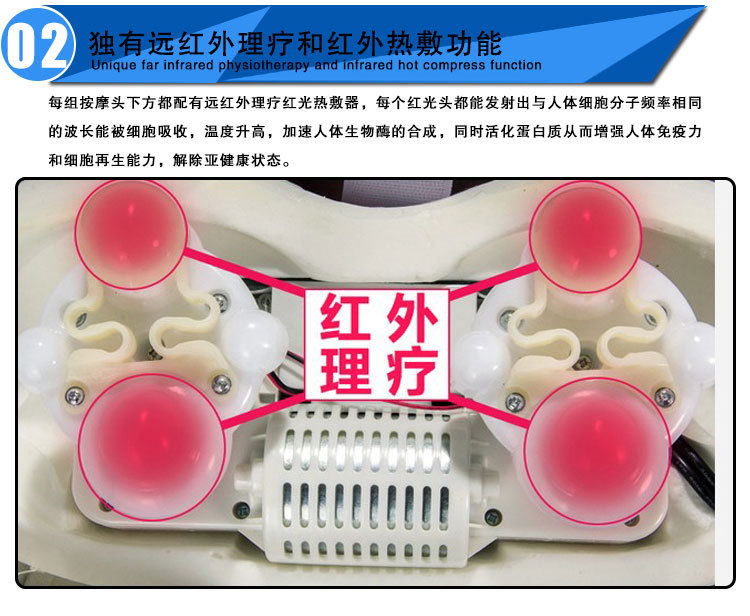 02
独有远红外理疗和红外热敷功能
Unique far infrared physiotherapy and infrared hot compress function
每组按摩头下方都配有远红外理疗红光热敷器，每个红光头都能发射出与人体细胞分子频率相同
的波长能被细胞吸收，温度升高，加速人体生物酶的合成，同时活化蛋白质从而增强人体免疫力
和细胞再生能力，解除亚健康状态。
红外
理疗